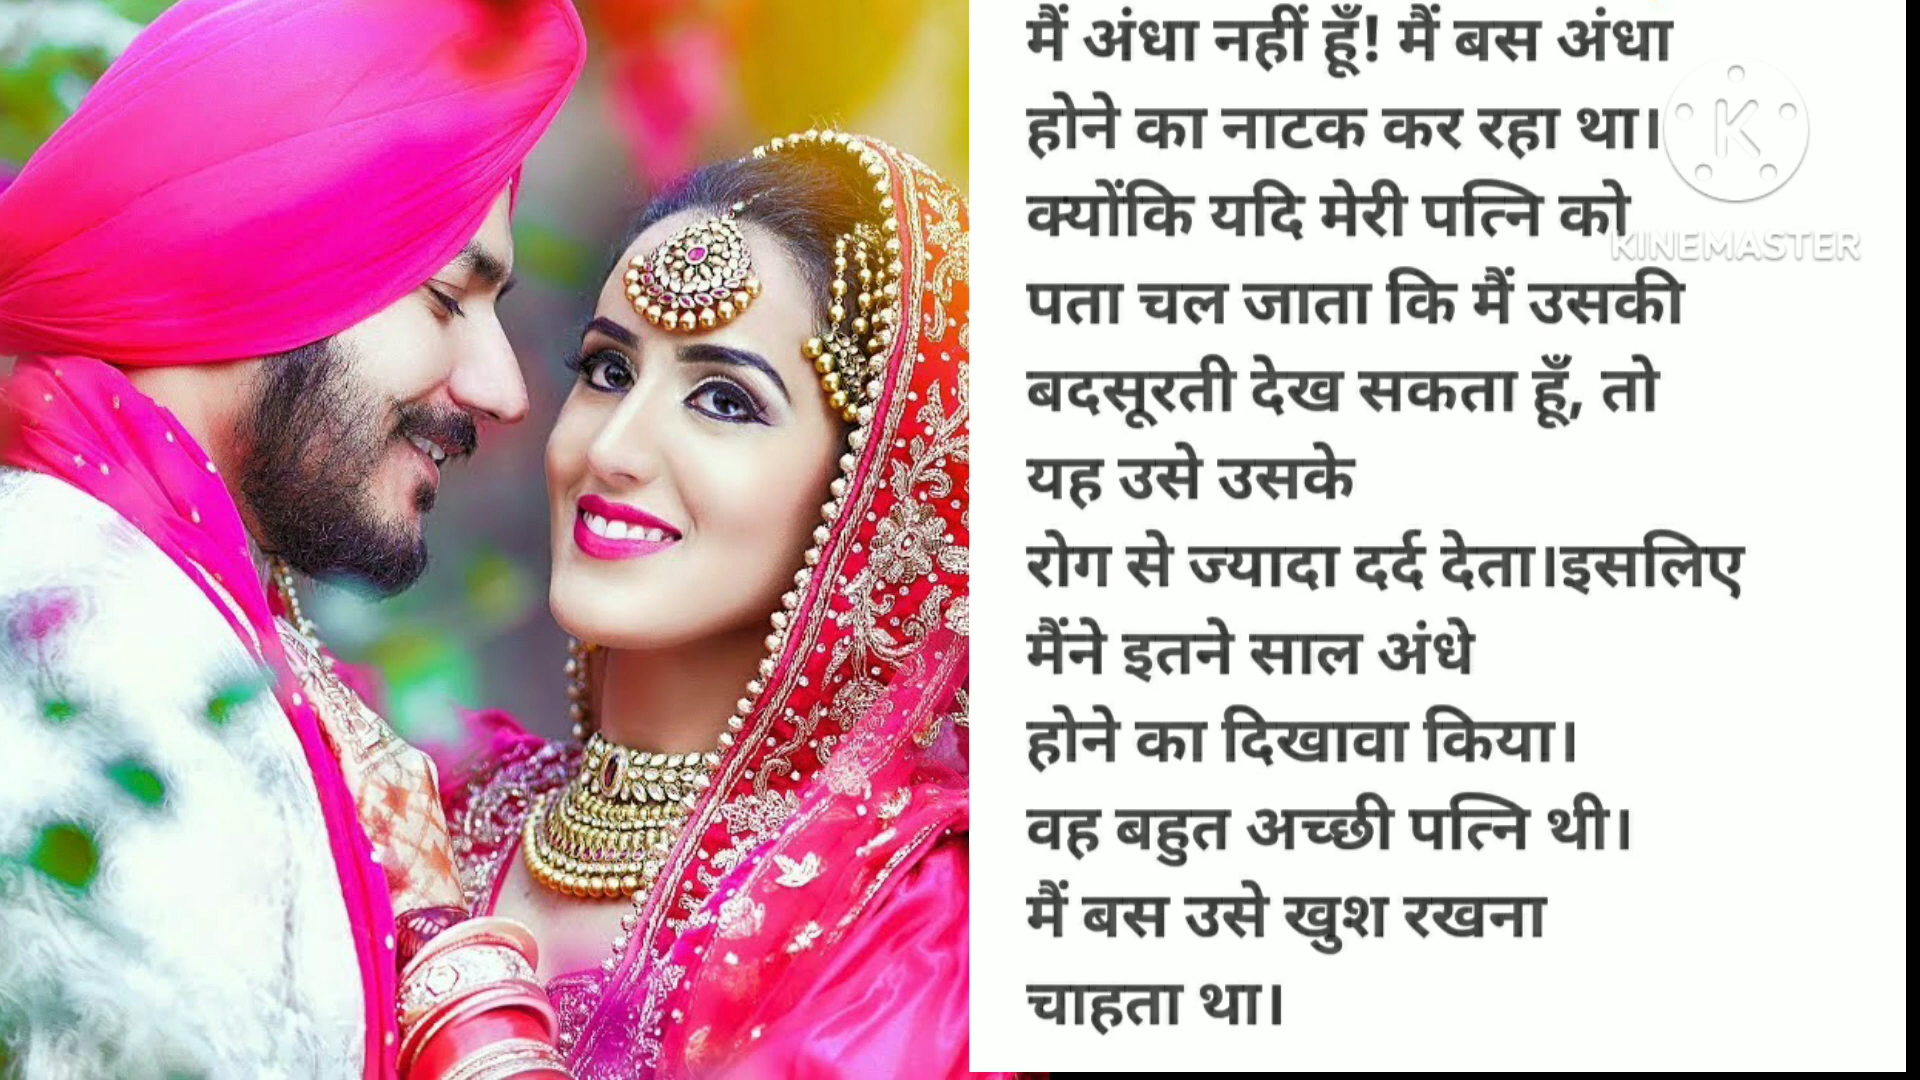 मैं अंधा नहीं हूँ! मैं बस अंधा
होने का नाटक कर रहा था।
क्योंकि यदि मेरी पत्नि को
पता चल जाता कि मैं उसकी
बदसूरती देख सकता हूँ, तो
यह उसे उसके
रोग से ज्यादा दर्द देता।इसलिए
मैंने इतने साल अंधे
होने का दिखावा किया।
वह बहुत अच्छी पत्नि थी।
मैं बस उसे खुश रखना
चाहता था।
K
KINEMASTER